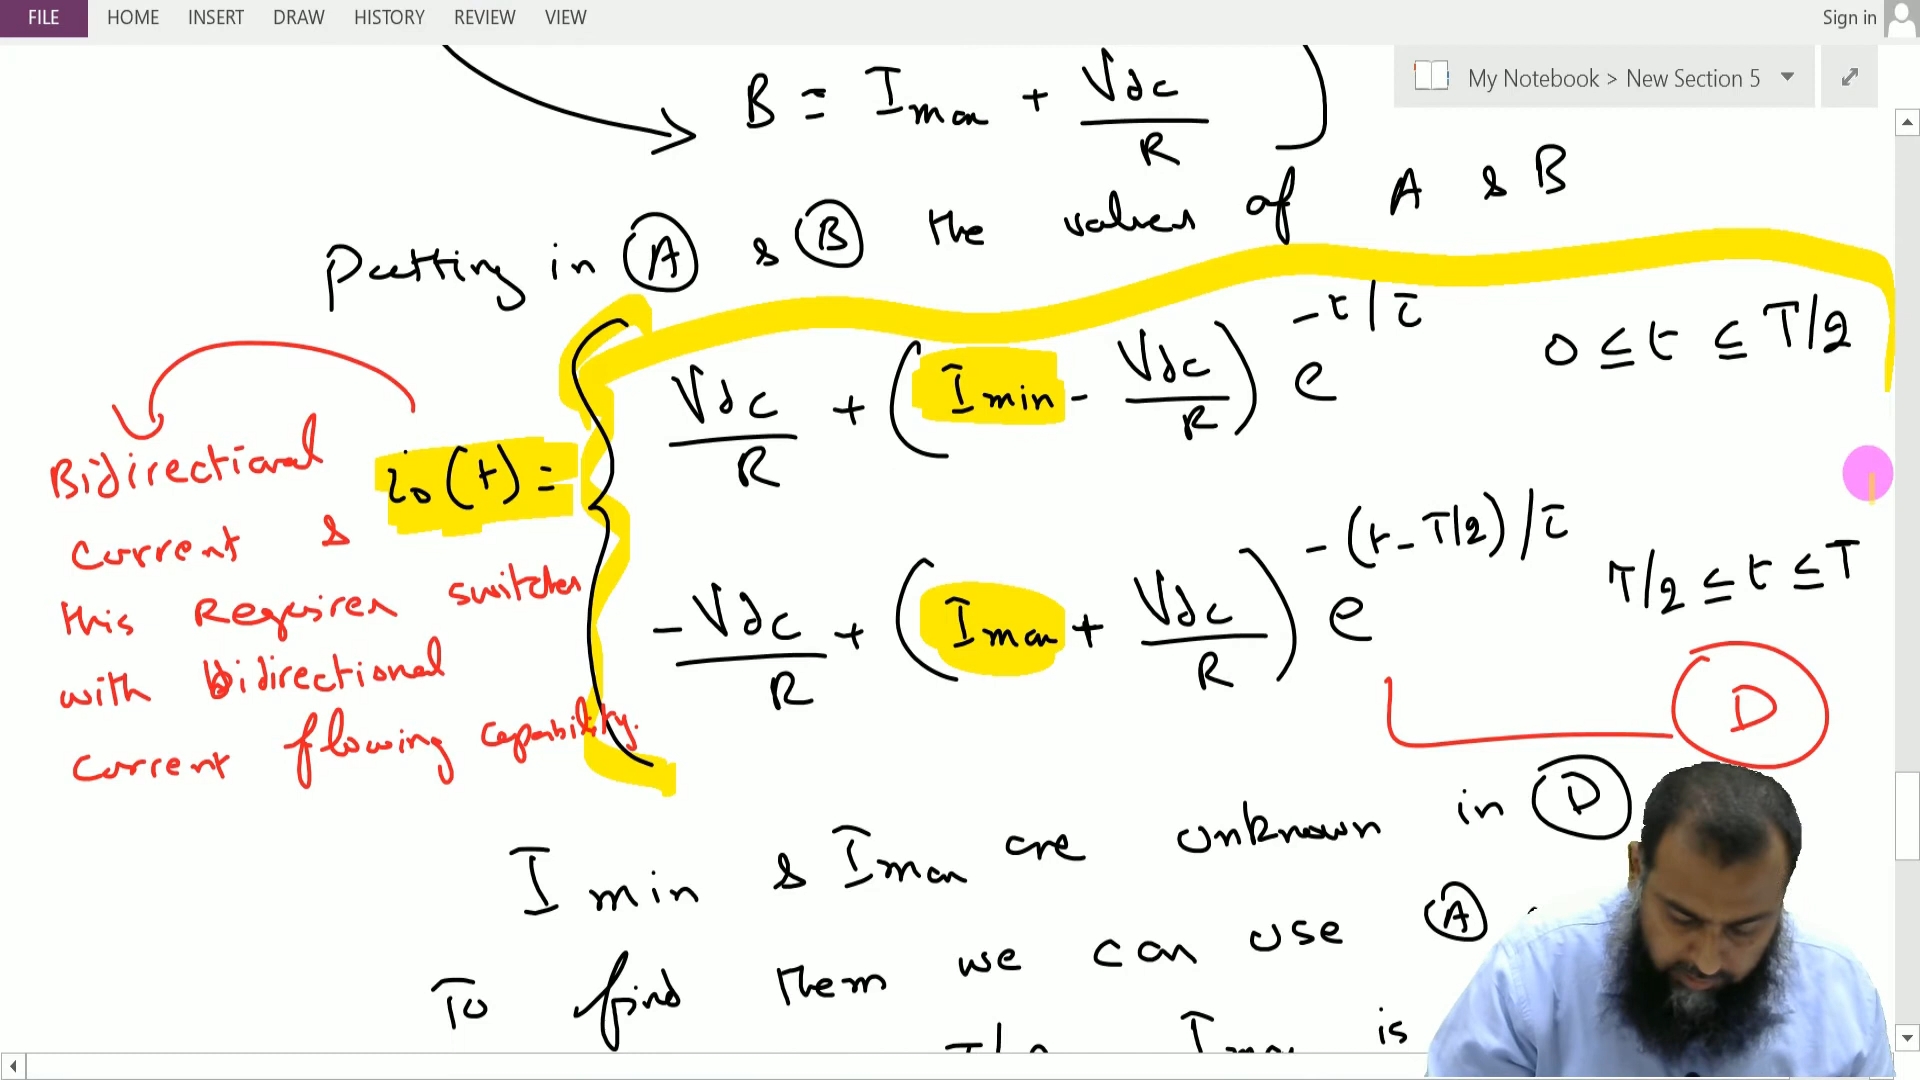 FILE HOME INSERT DRAW HISTORY REVIEW VIEW Sign in
My Notebook > New Section 5
B = Imax + Vdc/R
Putting in A & B the values of A & B
Vdc/R + (Imin - Vdc/R) e^-t/τ 0 ≤ t ≤ T/2
io(t) =
-Vdc/R + (Imax + Vdc/R) e^-(t-T/2)/τ T/2 ≤ t ≤ T
D
Bidirectional
current &
this Requires switches
with bidirectional
current flowing capability.
Imin & Imax are unknown in D
To find them we can use A
T/2 Imax is